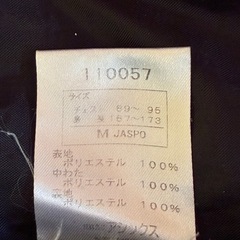 110057
サイズ
チェスト 89～95
身長 167～173
M JASPO
表地
ポリエステル 100%
中わた
ポリエステル 100%
裏地
ポリエステル 100%
アシックス